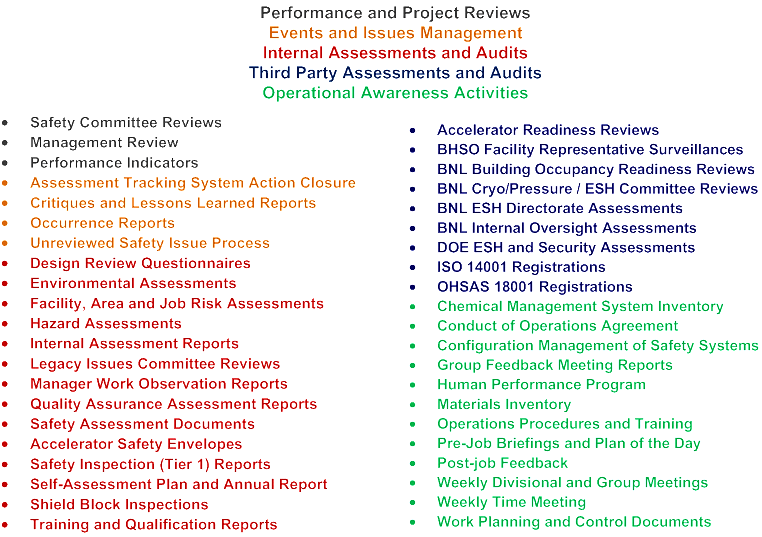 Performance and Project Reviews
Events and Issues Management
Internal Assessments and Audits
Third Party Assessments and Audits
Operational Awareness Activities
• Safety Committee Reviews
• Management Review
• Performance Indicators
• Assessment Tracking System Action Closure
• Critiques and Lessons Learned Reports
• Occurrence Reports
• Unreviewed Safety Issue Process
• Design Review Questionnaires
• Environmental Assessments
• Facility, Area and Job Risk Assessments
• Hazard Assessments
• Internal Assessment Reports
• Legacy Issues Committee Reviews
• Manager Work Observation Reports
• Quality Assurance Assessment Reports
• Safety Assessment Documents
• Accelerator Safety Envelopes
• Safety Inspection (Tier 1) Reports
• Self-Assessment Plan and Annual Report
• Shield Block Inspections
• Training and Qualification Reports
• Accelerator Readiness Reviews
• BHSO Facility Representative Surveillances
• BNL Building Occupancy Readiness Reviews
• BNL Cryo/Pressure / ESH Committee Reviews
• BNL ESH Directorate Assessments
• BNL Internal Oversight Assessments
• DOE ESH and Security Assessments
• ISO 14001 Registrations
• OHSAS 18001 Registrations
• Chemical Management System Inventory
• Conduct of Operations Agreement
• Configuration Management of Safety Systems
• Group Feedback Meeting Reports
• Human Performance Program
• Materials Inventory
• Operations Procedures and Training
• Pre-Job Briefings and Plan of the Day
• Post-job Feedback
• Weekly Divisional and Group Meetings
• Weekly Time Meeting
• Work Planning and Control Documents